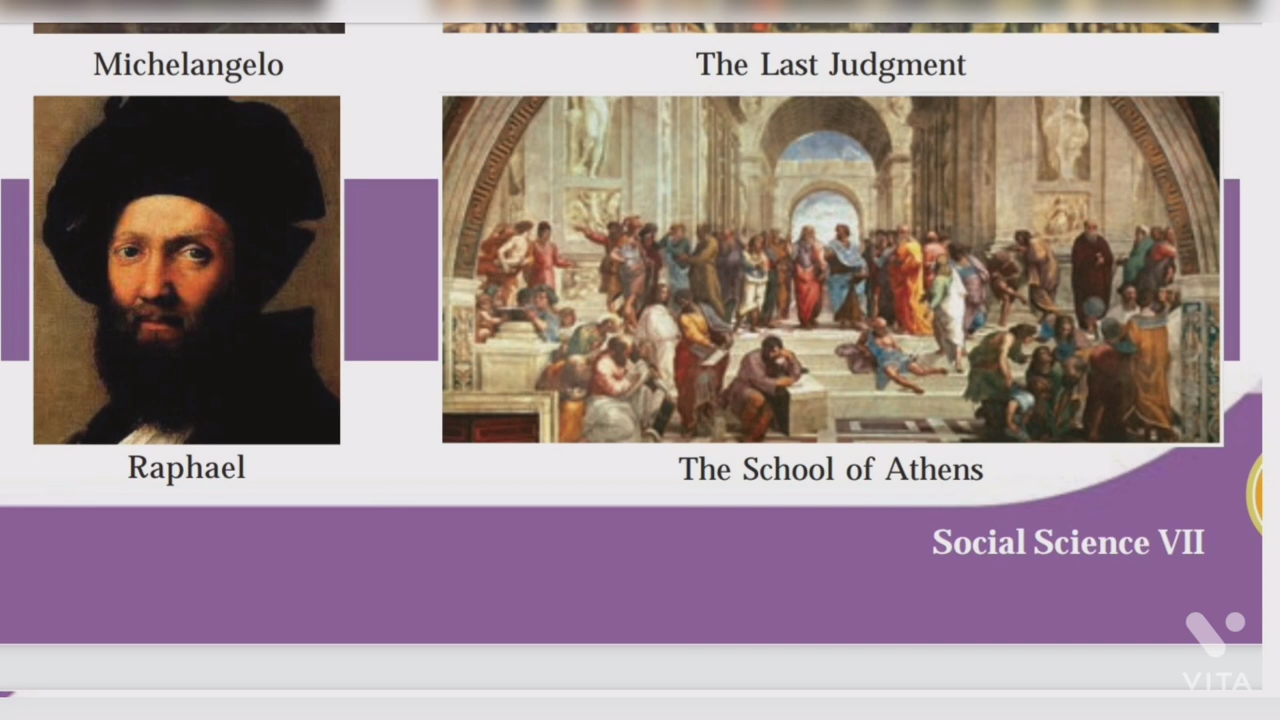 Michelangelo
The Last Judgment
Raphael
The School of Athens
Social Science VII
VITA